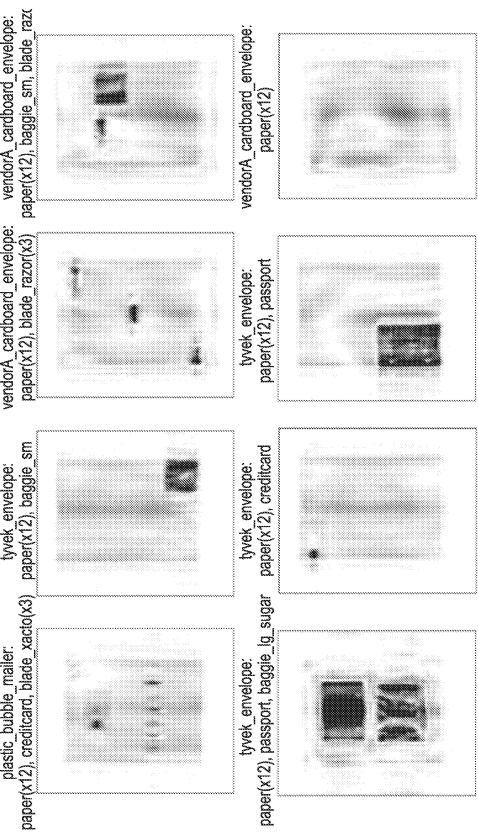 plastic_bubble_mailer:
paper(x12), creditcard, blade_xacto(x3)
tyvek_envelope:
paper(x12), baggie_sm
vendorA_cardboard_envelope:
paper(x12), blade_razor(x3)
vendorA_cardboard_envelope:
paper(x12), baggie_sm, blade_razo
tyvek_envelope:
paper(x12), passport, baggie_lg_sugar
tyvek_envelope:
paper(x12), creditcard
tyvek_envelope:
paper(x12), passport
vendorA_cardboard_envelope:
paper(x12)